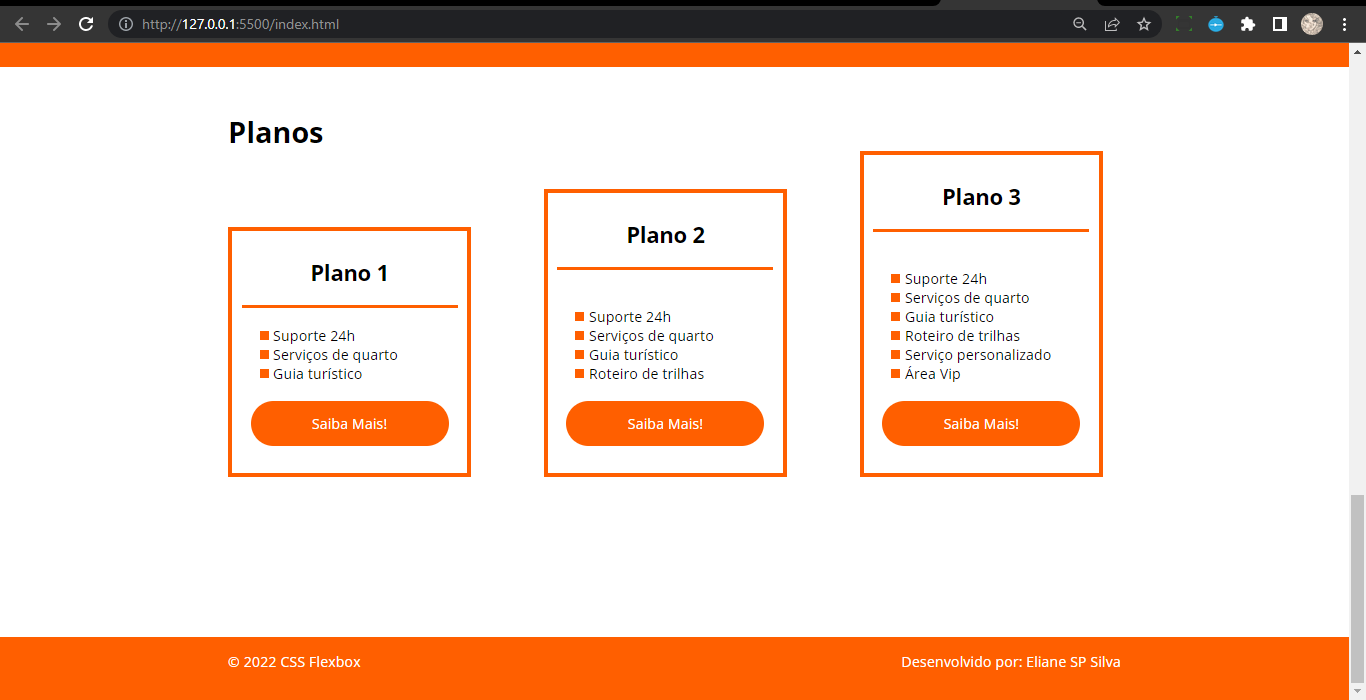 http://127.0.0.1:5500/index.html
Planos
Plano 1
Suporte 24h
Serviços de quarto
Guia turístico
Saiba Mais!
Plano 2
Suporte 24h
Serviços de quarto
Guia turístico
Roteiro de trilhas
Saiba Mais!
Plano 3
Suporte 24h
Serviços de quarto
Guia turístico
Roteiro de trilhas
Serviço personalizado
Área Vip
Saiba Mais!
© 2022 CSS Flexbox
Desenvolvido por: Eliane SP Silva